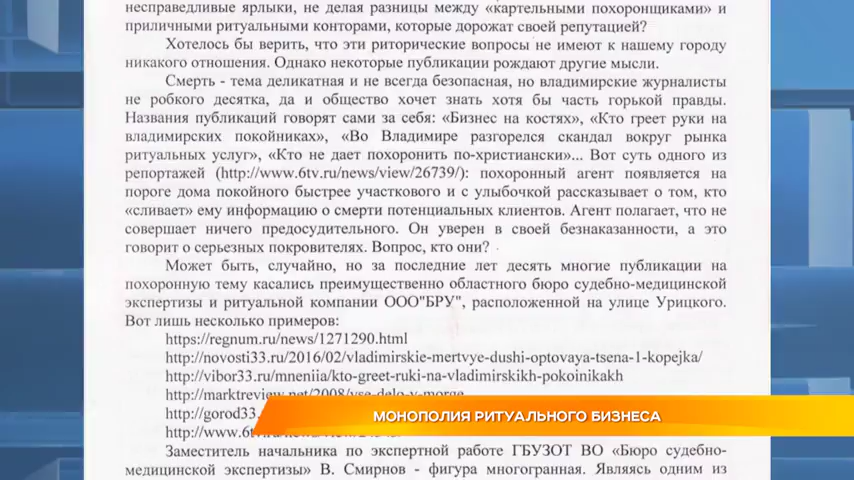 несправедливые ярлыки, не делая разницы между «картельными похоронщиками» и
приличными ритуальными конторами, которые дорожат своей репутацией?
Хотелось бы верить, что эти риторические вопросы не имеют к нашему городу
никакого отношения. Однако некоторые публикации рождают другие мысли.
Смерть - тема деликатная и не всегда безопасная, но владимирские журналисты
не робкого десятка, да и общество хочет знать хотя бы часть горькой правды.
Названия публикаций говорят сами за себя: «Бизнес на костях», «Кто греет руки на
владимирских покойниках», «Во Владимире разгорелся скандал вокруг рынка
ритуальных услуг», «Кто не дает похоронить по-христиански»... Вот суть одного из
репортажей (http://www.6tv.ru/news/view/26739/): похоронный агент появляется на
пороге дома покойного быстрее участкового и с улыбочкой рассказывает о том, кто
«сливает» ему информацию о смерти потенциальных клиентов. Агент полагает, что не
совершает ничего предосудительного. Он уверен в своей безнаказанности, а это
говорит о серьезных покровителях. Вопрос, кто они?
Может быть, случайно, но за последние лет десять многие публикации на
похоронную тему касались преимущественно областного бюро судебно-медицинской
экспертизы и ритуальной компании ООО"БРУ", расположенной на улице Урицкого.
Вот лишь несколько примеров:
https://regnum.ru/news/1271290.html
http://novosti33.ru/2016/02/vladimirskie-mertvye-dushi-optovaya-tsena-1-kopejka/
http://vibor33.ru/mneniia/kto-greet-ruki-na-vladimirskikh-pokoinikakh
http://marktreview.net/2008/vse-delo-v-morge
http://gorod33.
http://www.6tv.ru/news/view/
МОНОПОЛИЯ РИТУАЛЬНОГО БИЗНЕСА
Заместитель начальника по экспертной работе ГБУЗОТ ВО «Бюро судебно-
медицинской экспертизы» В. Смирнов - фигура многогранная. Являясь одним из